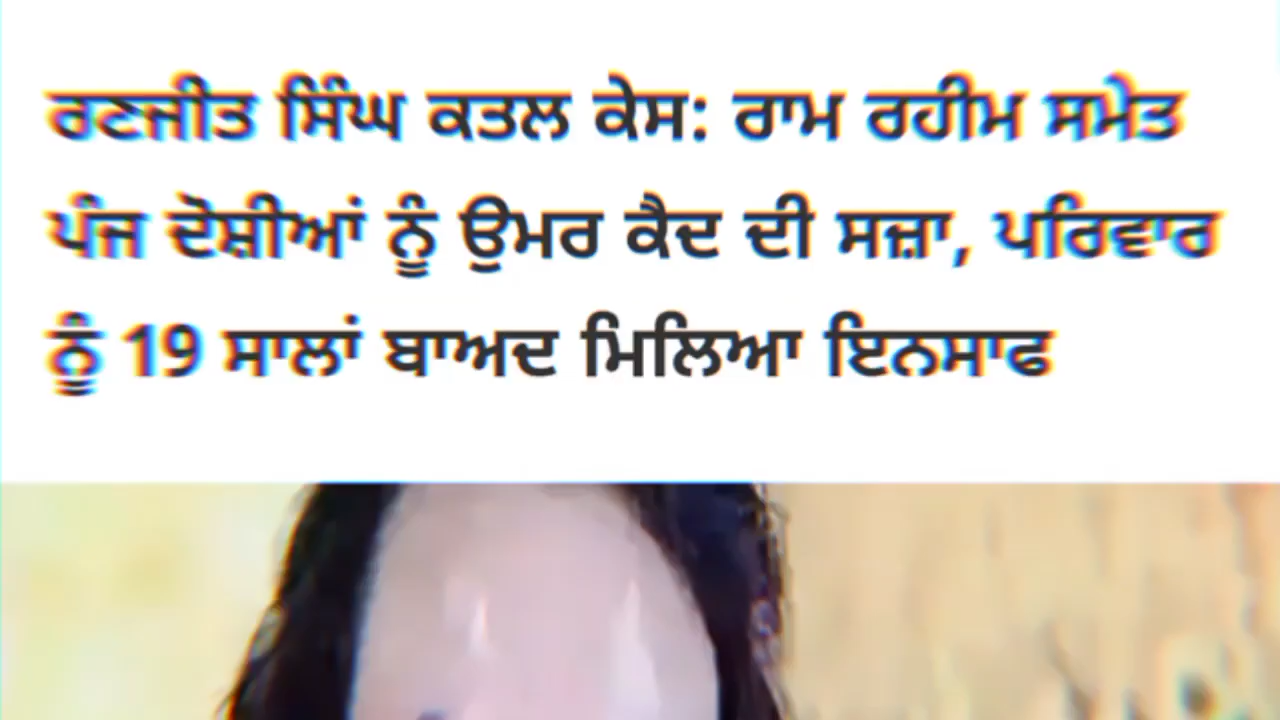 ਰਣਜੀਤ ਸਿੰਘ ਕਤਲ ਕੇਸ: ਰਾਮ ਰਹੀਮ ਸਮੇਤ
ਪੰਜ ਦੋਸ਼ੀਆਂ ਨੂੰ ਉਮਰ ਕੈਦ ਦੀ ਸਜ਼ਾ, ਪਰਿਵਾਰ
ਨੂੰ 19 ਸਾਲਾਂ ਬਾਅਦ ਮਿਲਿਆ ਇਨਸਾਫ